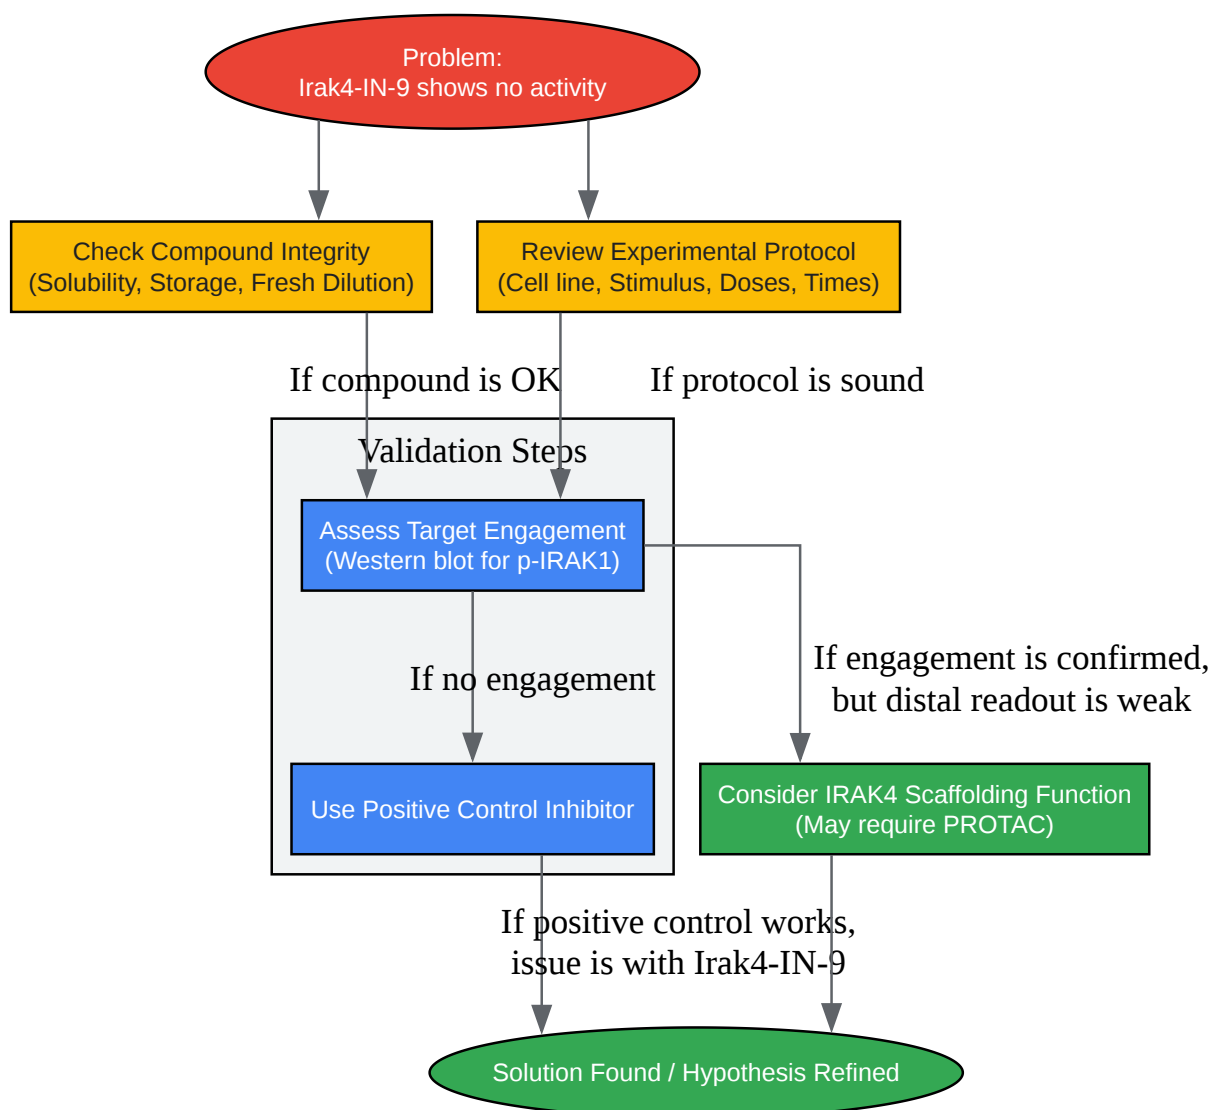 Problem:
Irak4-IN-9 shows no activity
Check Compound Integrity
(Solubility, Storage, Fresh Dilution)
Review Experimental Protocol
(Cell line, Stimulus, Doses, Times)
If compound is OK
If protocol is sound
Validation Steps
Assess Target Engagement
(Western blot for p-IRAK1)
If no engagement
If engagement is confirmed,
but distal readout is weak
Use Positive Control Inhibitor
Consider IRAK4 Scaffolding Function
(May require PROTAC)
If positive control works,
issue is with Irak4-IN-9
Solution Found / Hypothesis Refined